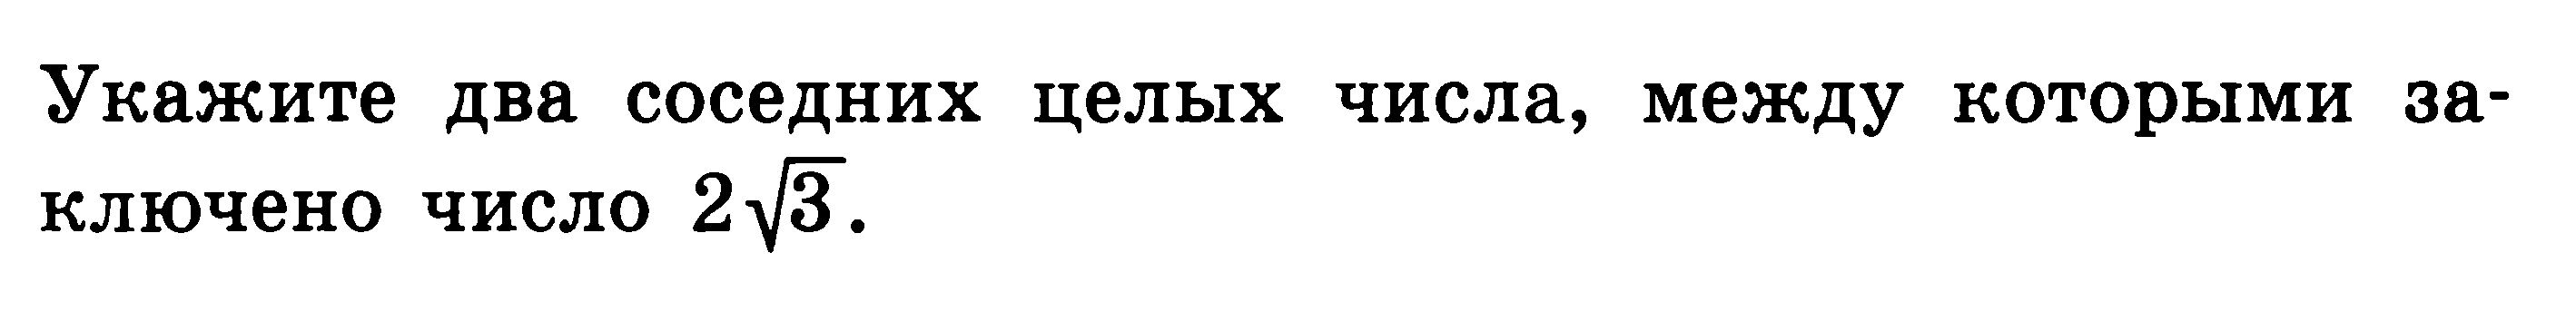 Укажите два соседних целых числа, между которыми за-
ключено число 2√3.